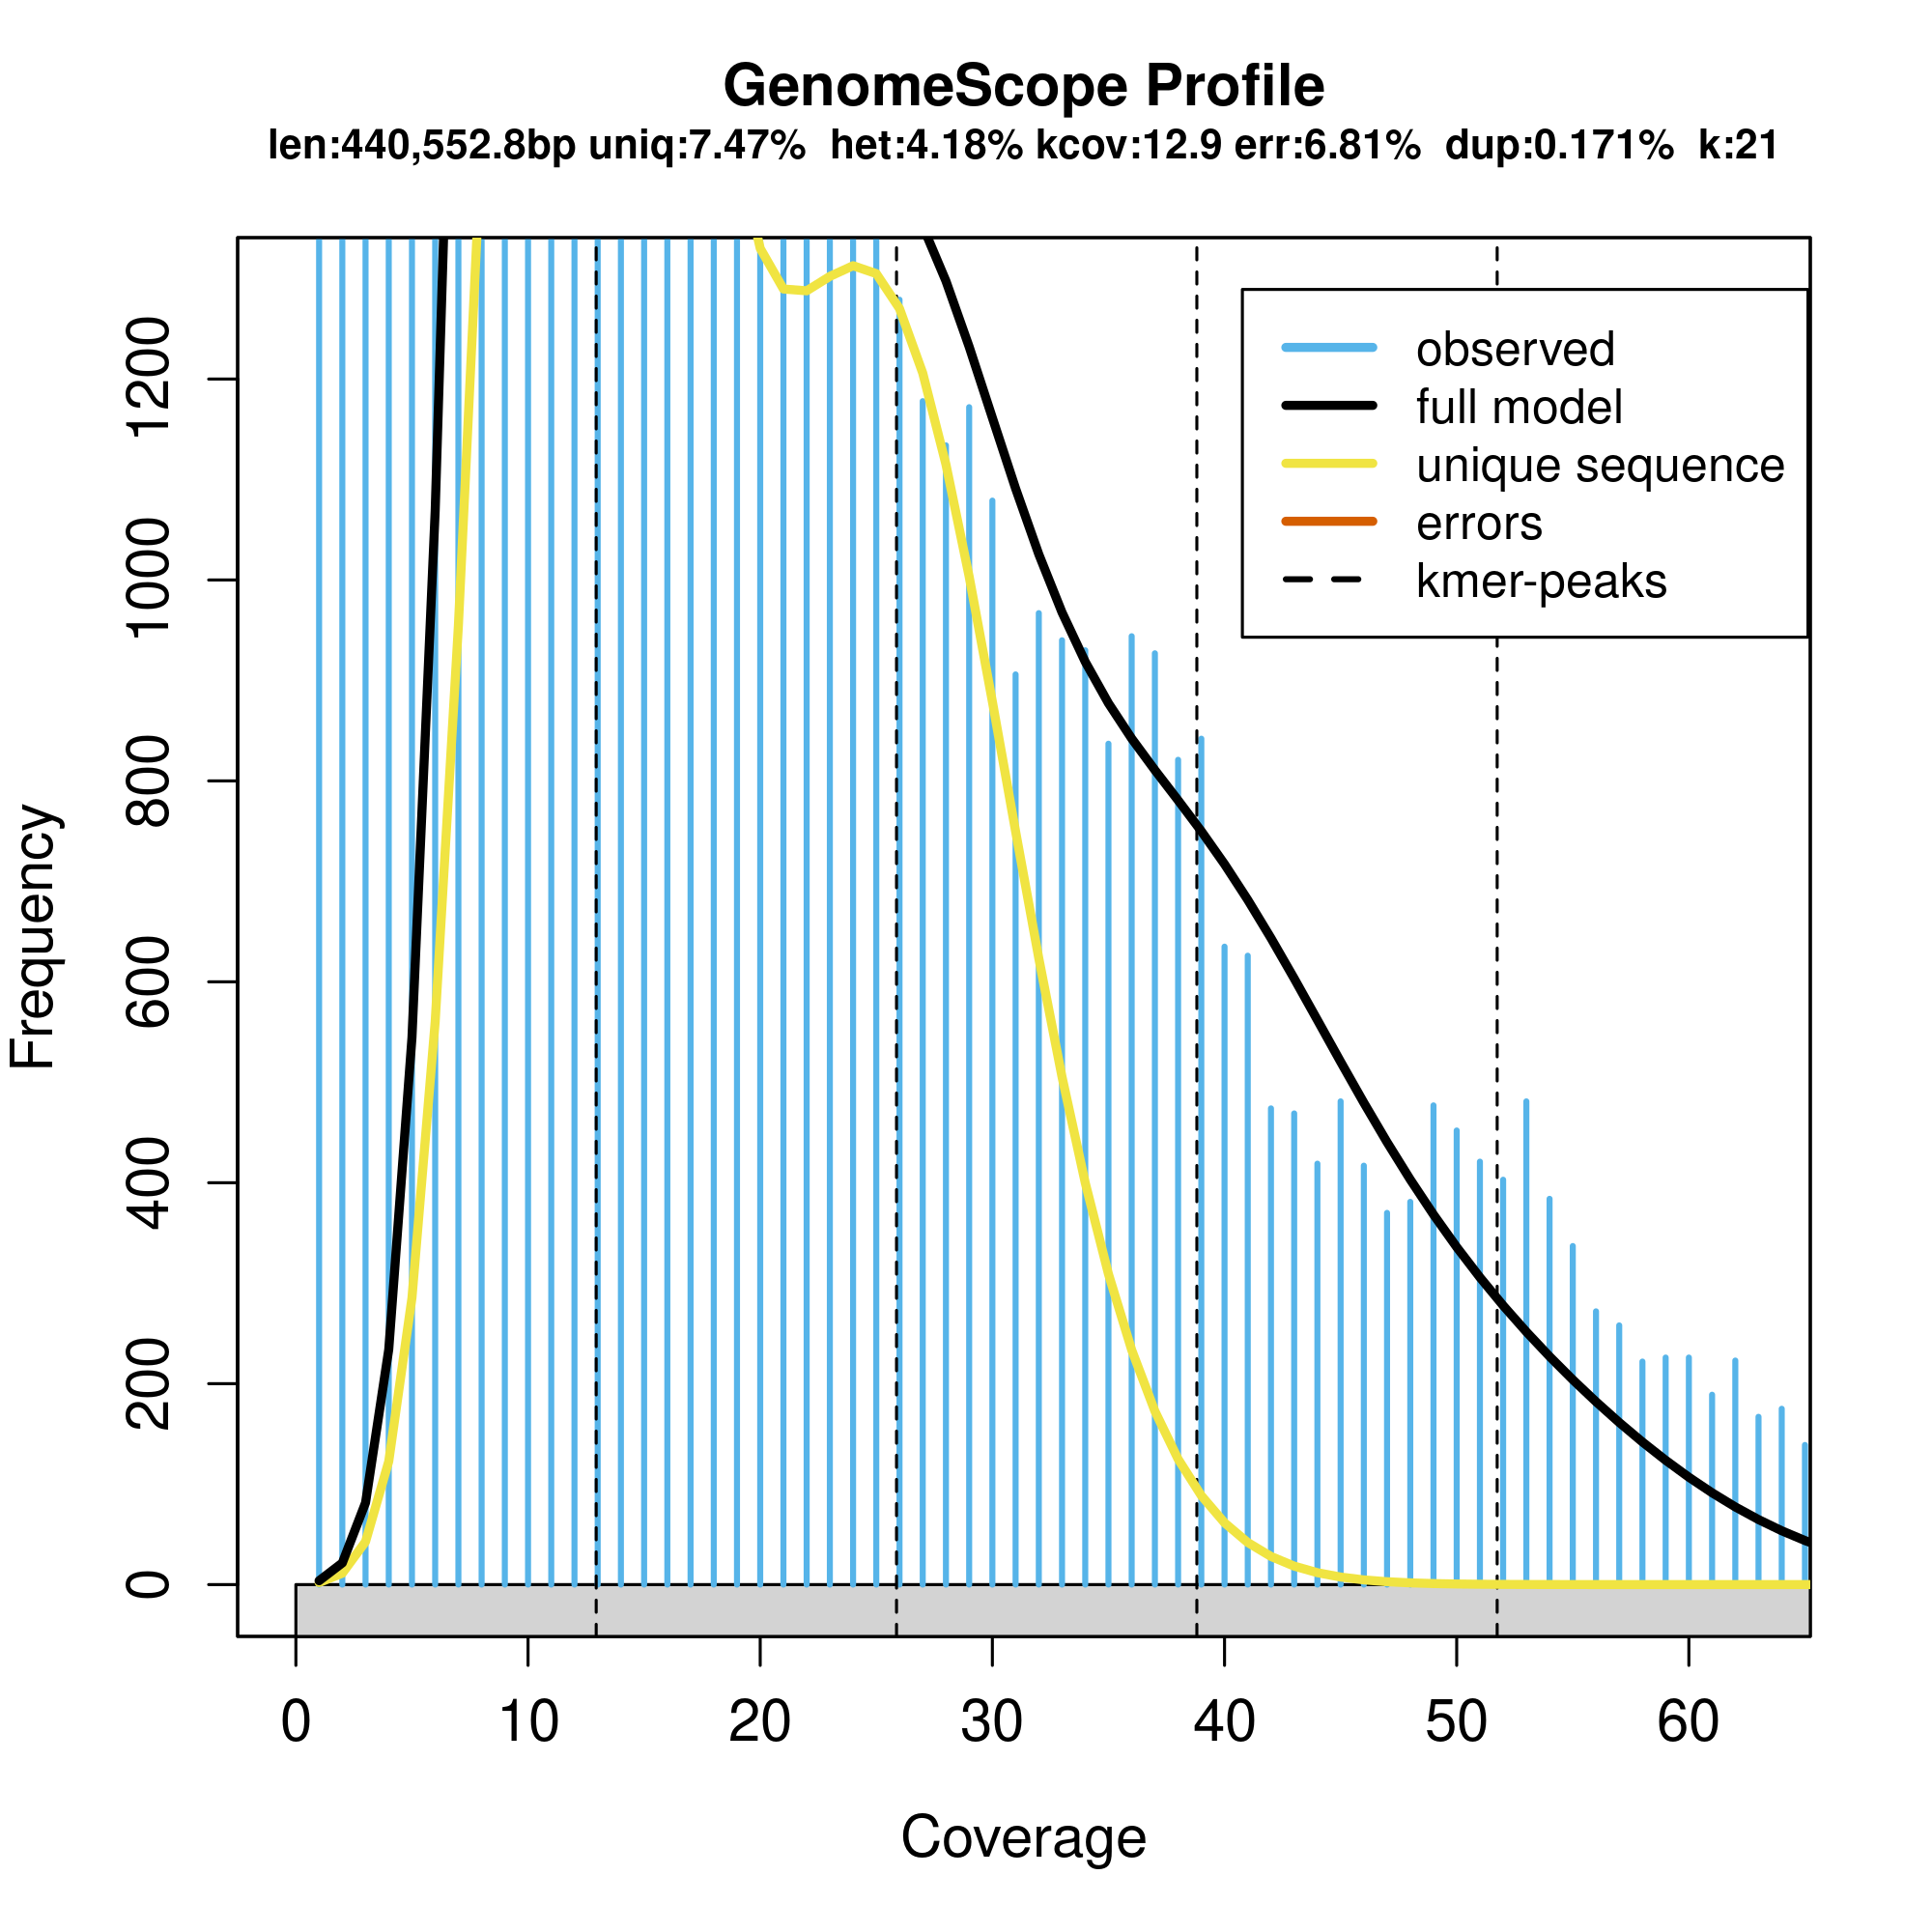 GenomeScope Profile
len:440,552.8bp uniq:7.47% het:4.18% kcov:12.9 err:6.81% dup:0.171% k:21
observed
full model
unique sequence
errors
kmer-peaks
Frequency
1200
1000
800
600
400
200
0
0 10 20 30 40 50 60
Coverage